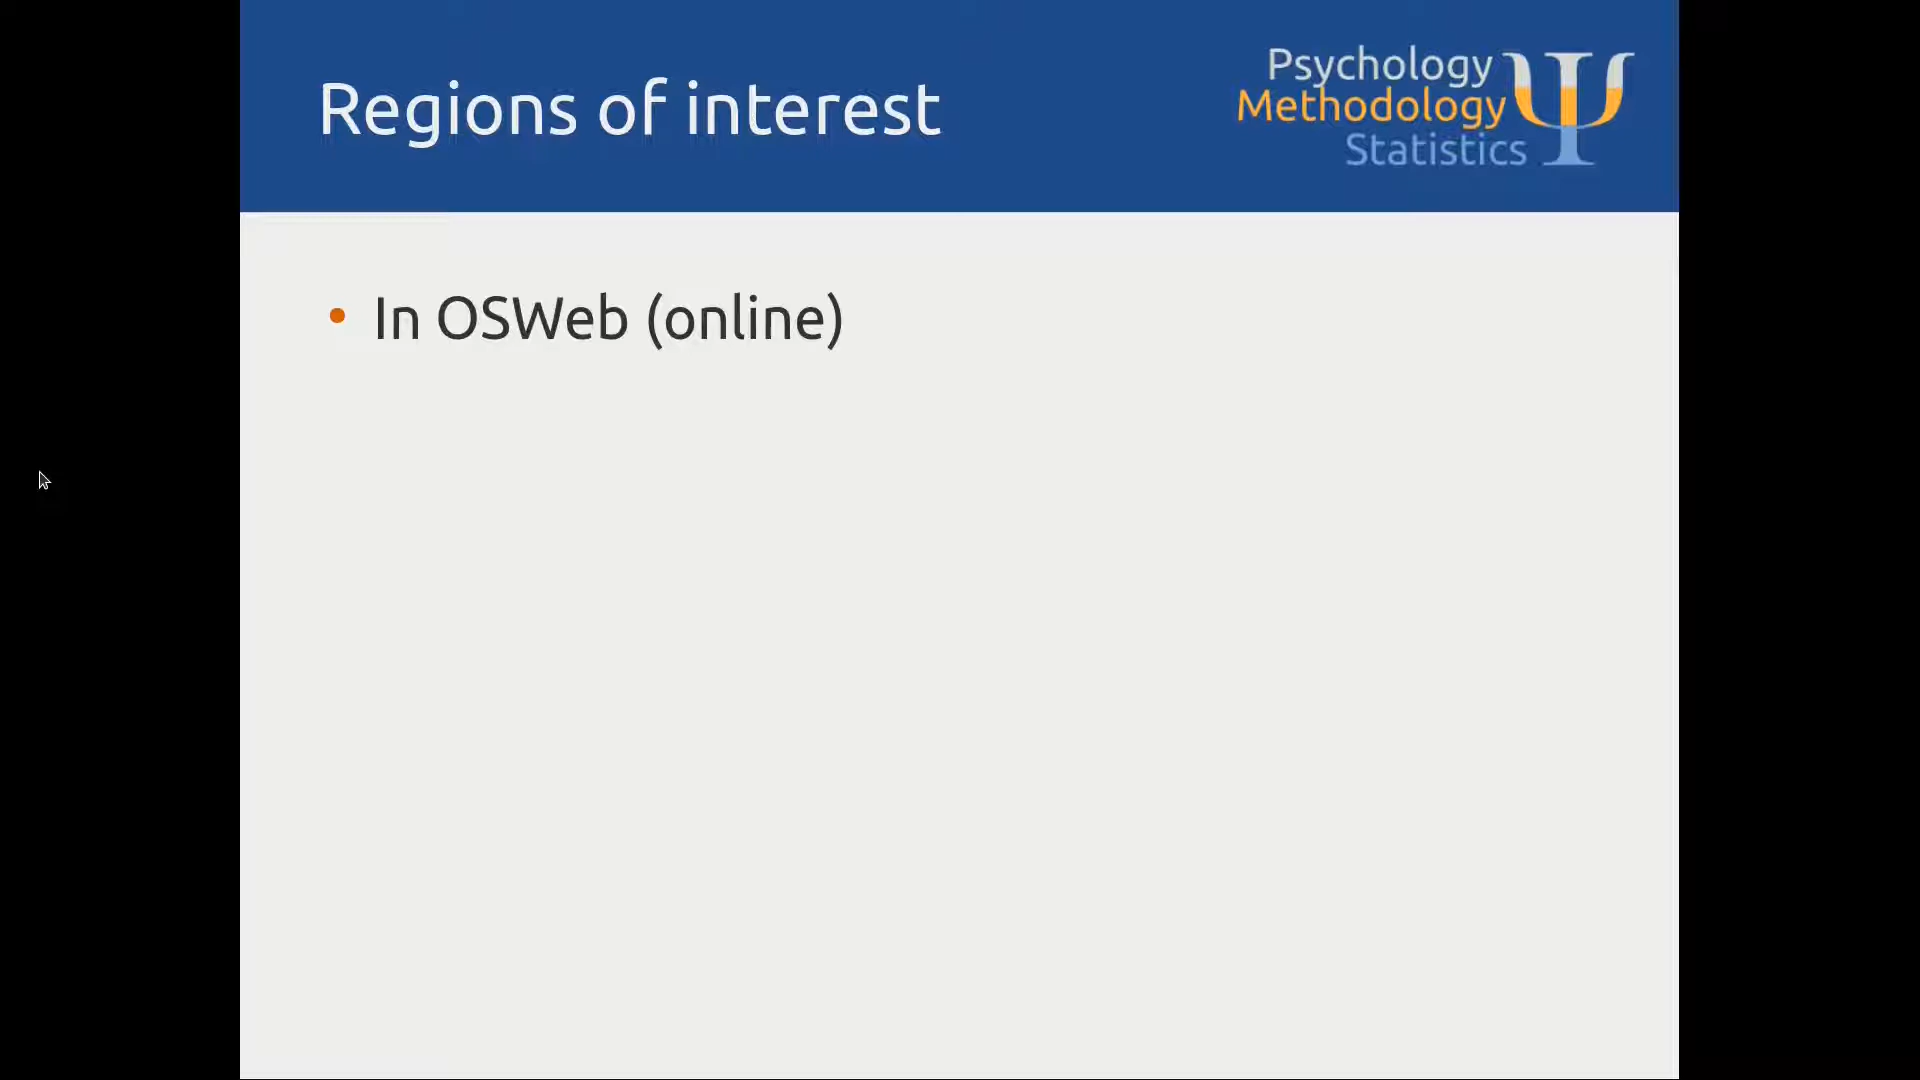 Regions of interest
Psychology
Methodology
Statistics
Ψ
• In OSWeb (online)